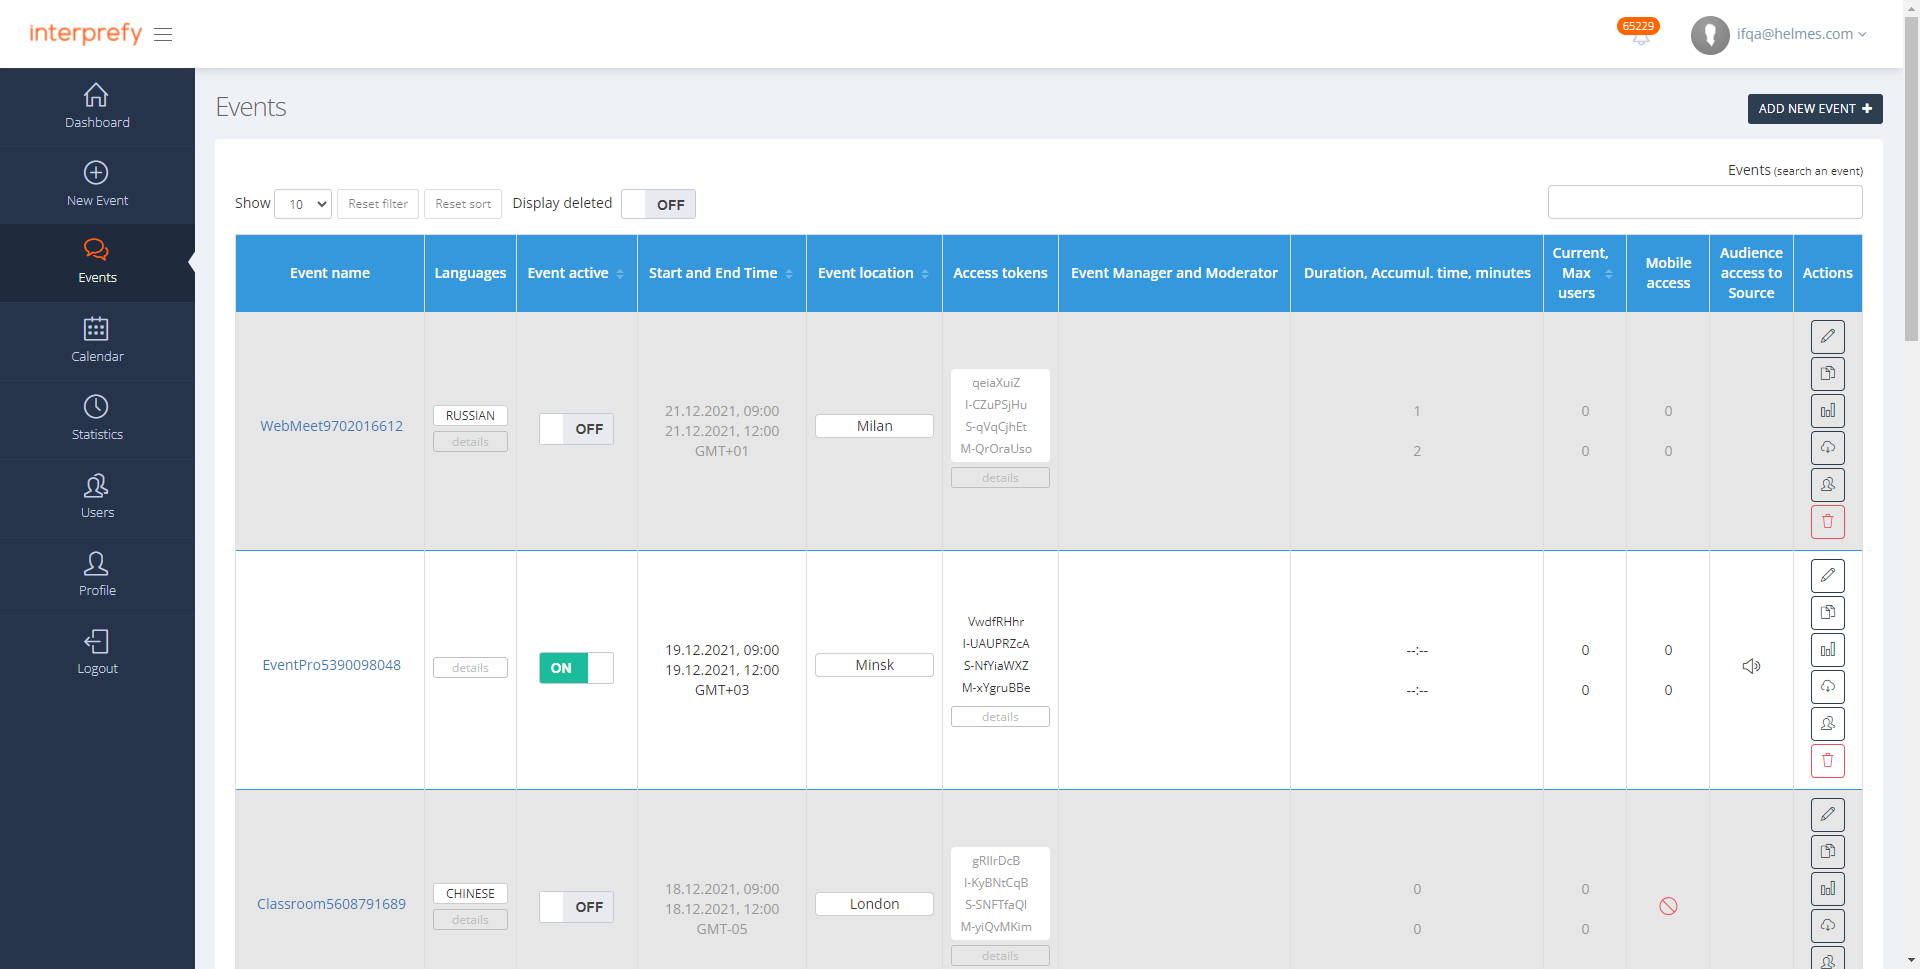 interprefy
65229
ifqa@helmes.com
Dashboard
New Event
Events
Calendar
Statistics
Users
Profile
Logout
Events
ADD NEW EVENT
Events (search an event)
Show 10 Reset filter Reset sort Display deleted OFF
Event name
Languages
Event active
Start and End Time
Event location
Access tokens
Event Manager and Moderator
Duration, Accumul. time, minutes
Current,
Max
users
Mobile
access
Audience
access to
Source
Actions
WebMeet9702016612
RUSSIAN
details
OFF
21.12.2021, 09:00
21.12.2021, 12:00
GMT+01
Milan
qeiaXuiZ
I-CZuPSjHu
S-qVqCjhEt
M-QrOraUso
details
1
2
0
0
0
0
EventPro5390098048
details
ON
19.12.2021, 09:00
19.12.2021, 12:00
GMT+03
Minsk
VwdfRHhr
I-UAUPRZcA
S-NfYiaWXZ
M-xYgruBBe
details
--:--
--:--
0
0
0
0
Classroom5608791689
CHINESE
details
OFF
18.12.2021, 09:00
18.12.2021, 12:00
GMT-05
London
gRIlrDcB
I-KyBNtCqB
S-SNFTfaQl
M-yiQvMKim
details
0
0
0
0